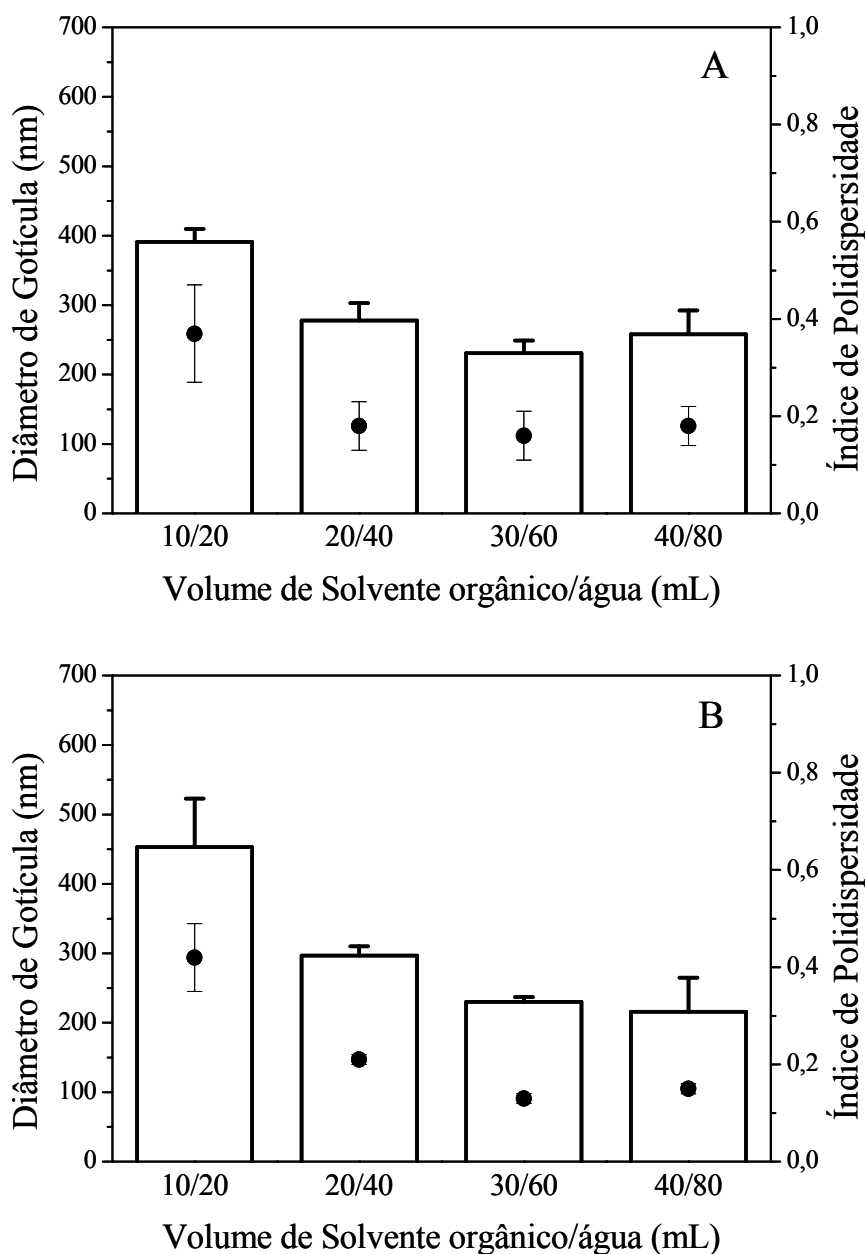 A
Diâmetro de Gotícula (nm)
700
600
500
400
300
200
100
0
1,0
0,8
0,6
0,4
0,2
0,0
Índice de Polidispersidade
10/20 20/40 30/60 40/80
Volume de Solvente orgânico/água (mL)
B
Diâmetro de Gotícula (nm)
700
600
500
400
300
200
100
0
1,0
0,8
0,6
0,4
0,2
0,0
Índice de Polidispersidade
10/20 20/40 30/60 40/80
Volume de Solvente orgânico/água (mL)